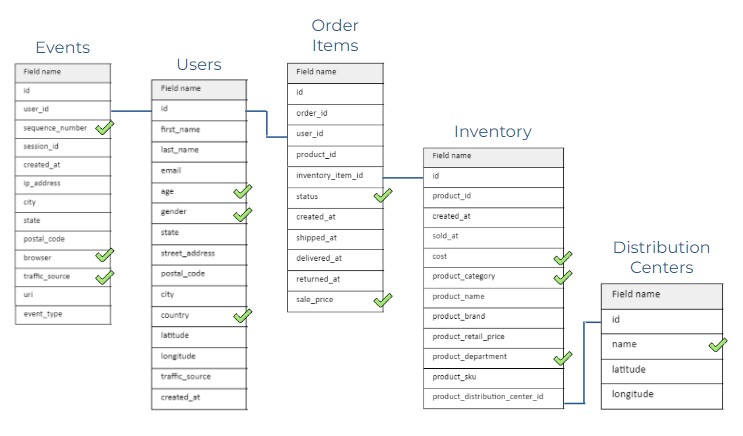 Events
Field name
id
user_id
sequence_number
session_id
created_at
ip_address
city
state
postal_code
browser
traffic_source
uri
event_type
Users
Field name
id
first_name
last_name
email
age
gender
state
street_address
postal_code
city
country
latitude
longitude
traffic_source
created_at
Order
Items
Field name
id
order_id
user_id
product_id
inventory_item_id
status
created_at
shipped_at
delivered_at
returned_at
sale_price
Inventory
Field name
id
product_id
created_at
sold_at
cost
product_category
product_name
product_brand
product_retail_price
product_department
product_sku
product_distribution_center_id
Distribution
Centers
Field name
id
name
latitude
longitude